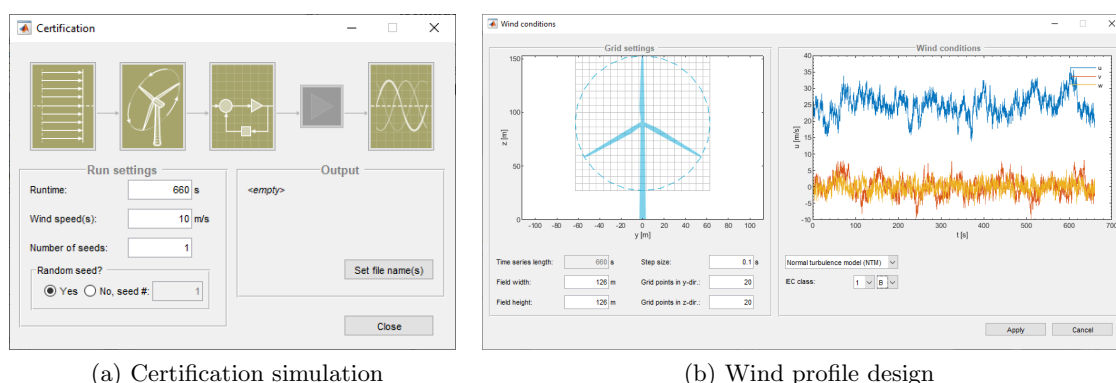 Certification
Run settings
Runtime: 660 s
Wind speed(s): 10 m/s
Number of seeds: 1
Random seed?
Yes No, seed #: 1
Output
<empty>
Set file name(s)
Close
(a) Certification simulation
Wind conditions
Grid settings
150
100
50
0
z [m]
-100 -80 -60 -40 -20 0 20 40 60 80 100
y [m]
Time series length: 660 s Step size: 0.1 s
Field width: 126 m Grid points in y-dir.: 20
Field height: 126 m Grid points in z-dir.: 20
Wind conditions
40
35
30
25
20
15
10
5
0
-5
-10
u [m/s]
u
v
w
0 100 200 300 400 500 600 700
t [s]
Normal turbulence model (NTM)
IEC class: 1 B
Apply Cancel
(b) Wind profile design